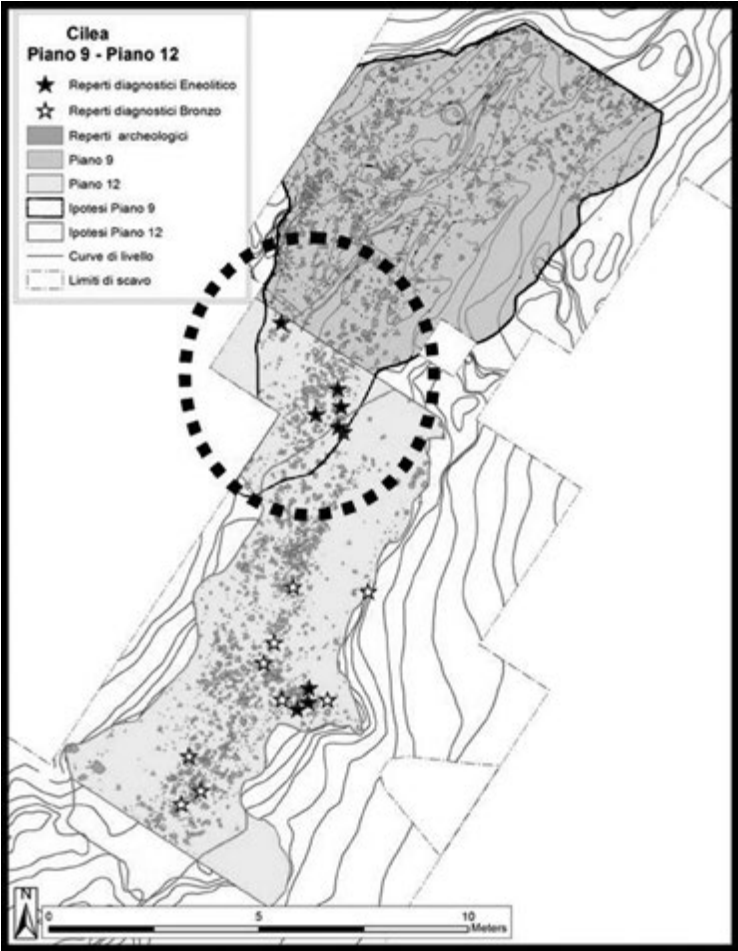 Cilea
Piano 9 - Piano 12
Reperti diagnostici Eneolitico
Reperti diagnostici Bronzo
Reperti archeologici
Piano 9
Piano 12
Ipotesi Piano 9
Ipotesi Piano 12
Curve di livello
Limiti di scavo
N
0 5 10
Meters